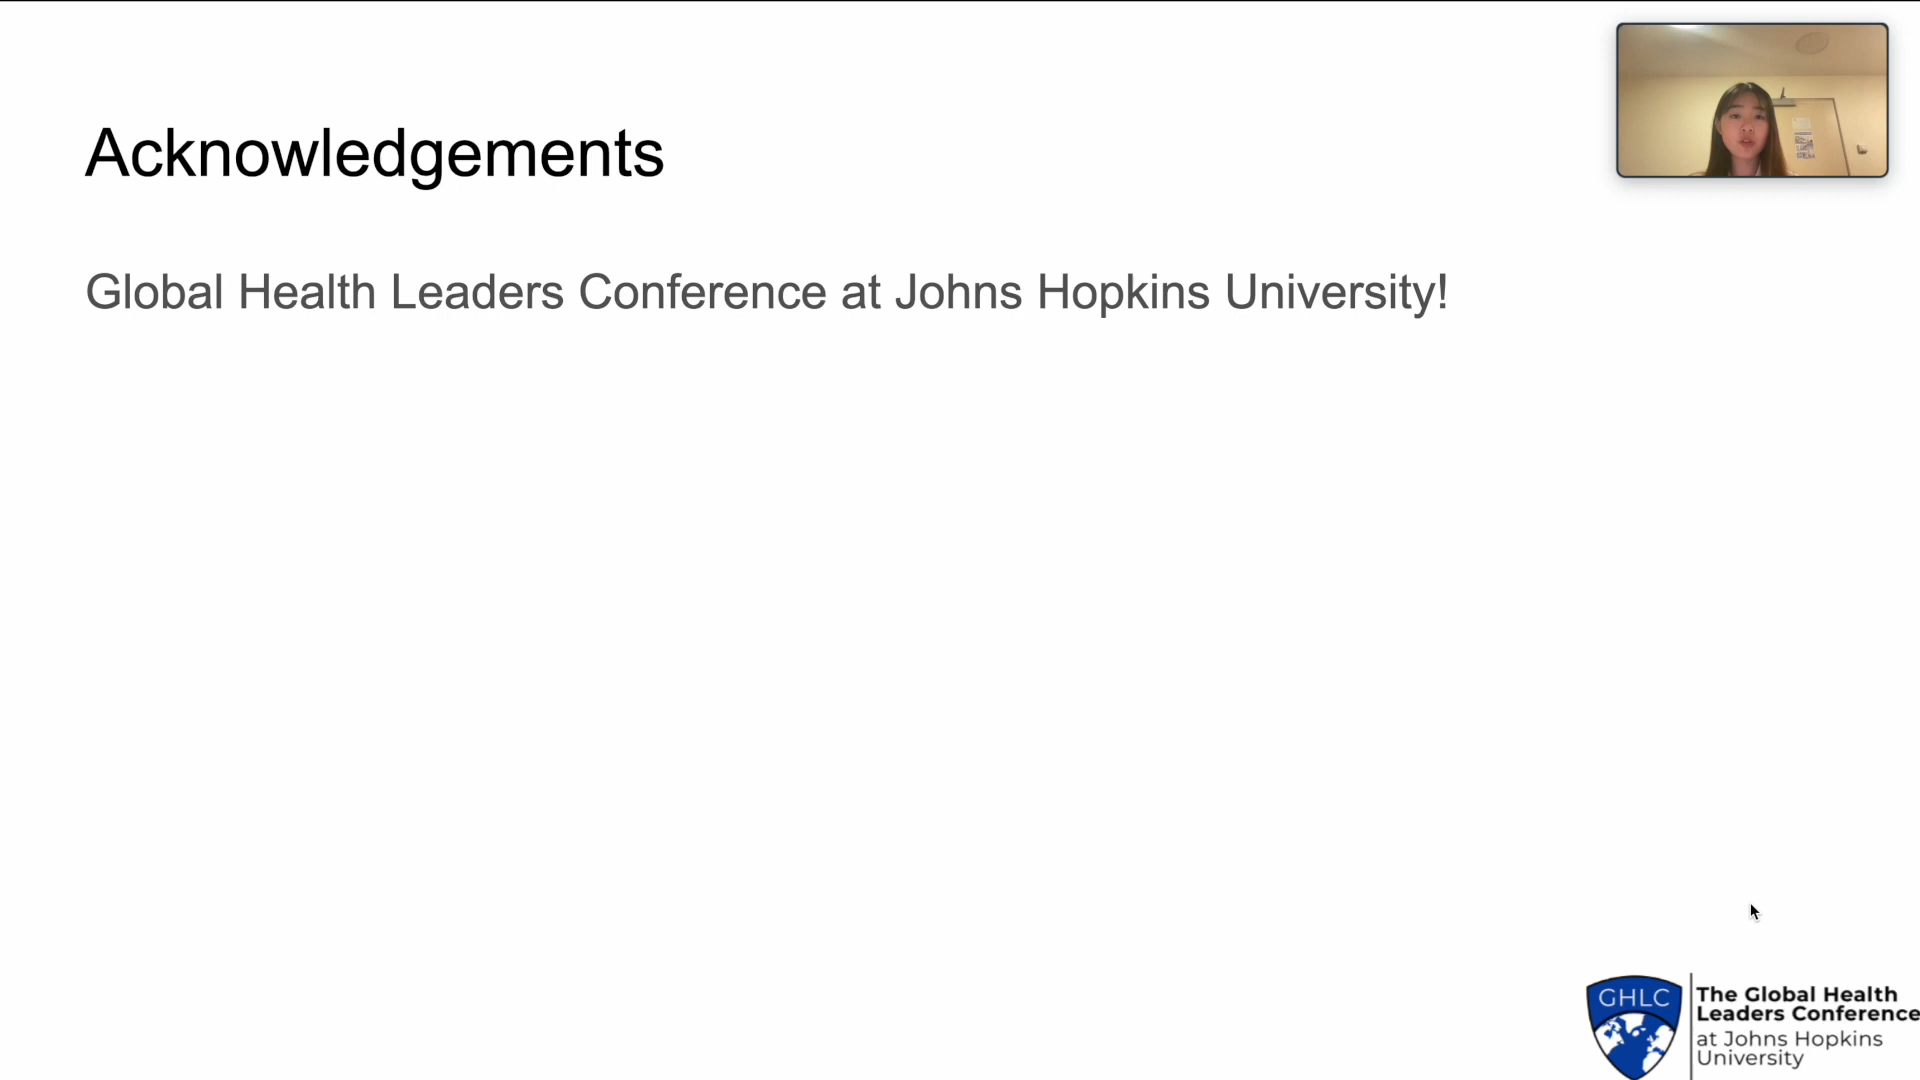 Acknowledgements
Global Health Leaders Conference at Johns Hopkins University!
GHLC
The Global Health
Leaders Conference
at Johns Hopkins
University